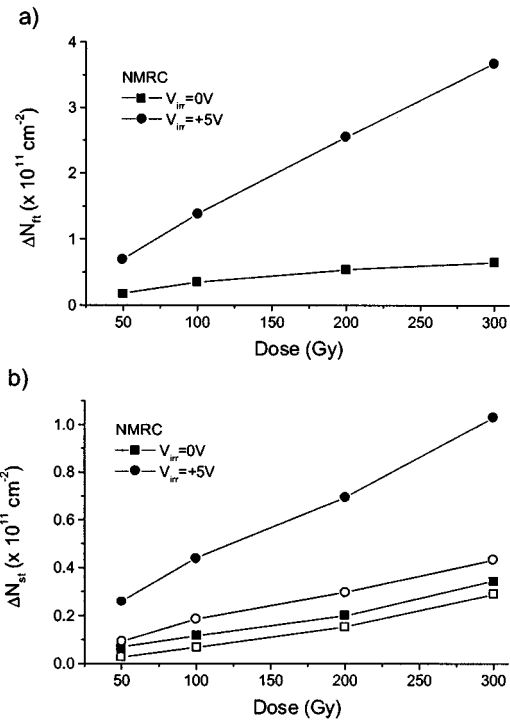 a)
4
3
2
1
0
ΔN_ft (x 10^11 cm^-2)
NMRC
V_irr=0V
V_irr=+5V
50 100 150 200 250 300
Dose (Gy)
b)
1.0
0.8
0.6
0.4
0.2
0.0
ΔN_st (x 10^11 cm^-2)
NMRC
V_irr=0V
V_irr=+5V
50 100 150 200 250 300
Dose (Gy)